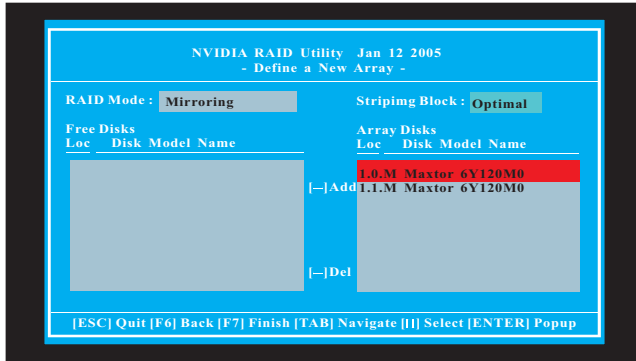 NVIDIA RAID Utility Jan 12 2005
- Define a New Array -
RAID Mode : Mirroring
Stripimg Block : Optimal
Free Disks
Loc Disk Model Name
Array Disks
Loc Disk Model Name
[—]Add
1.0.M Maxtor 6Y120M0
1.1.M Maxtor 6Y120M0
[—]Del
[ESC] Quit [F6] Back [F7] Finish [TAB] Navigate [||] Select [ENTER] Popup